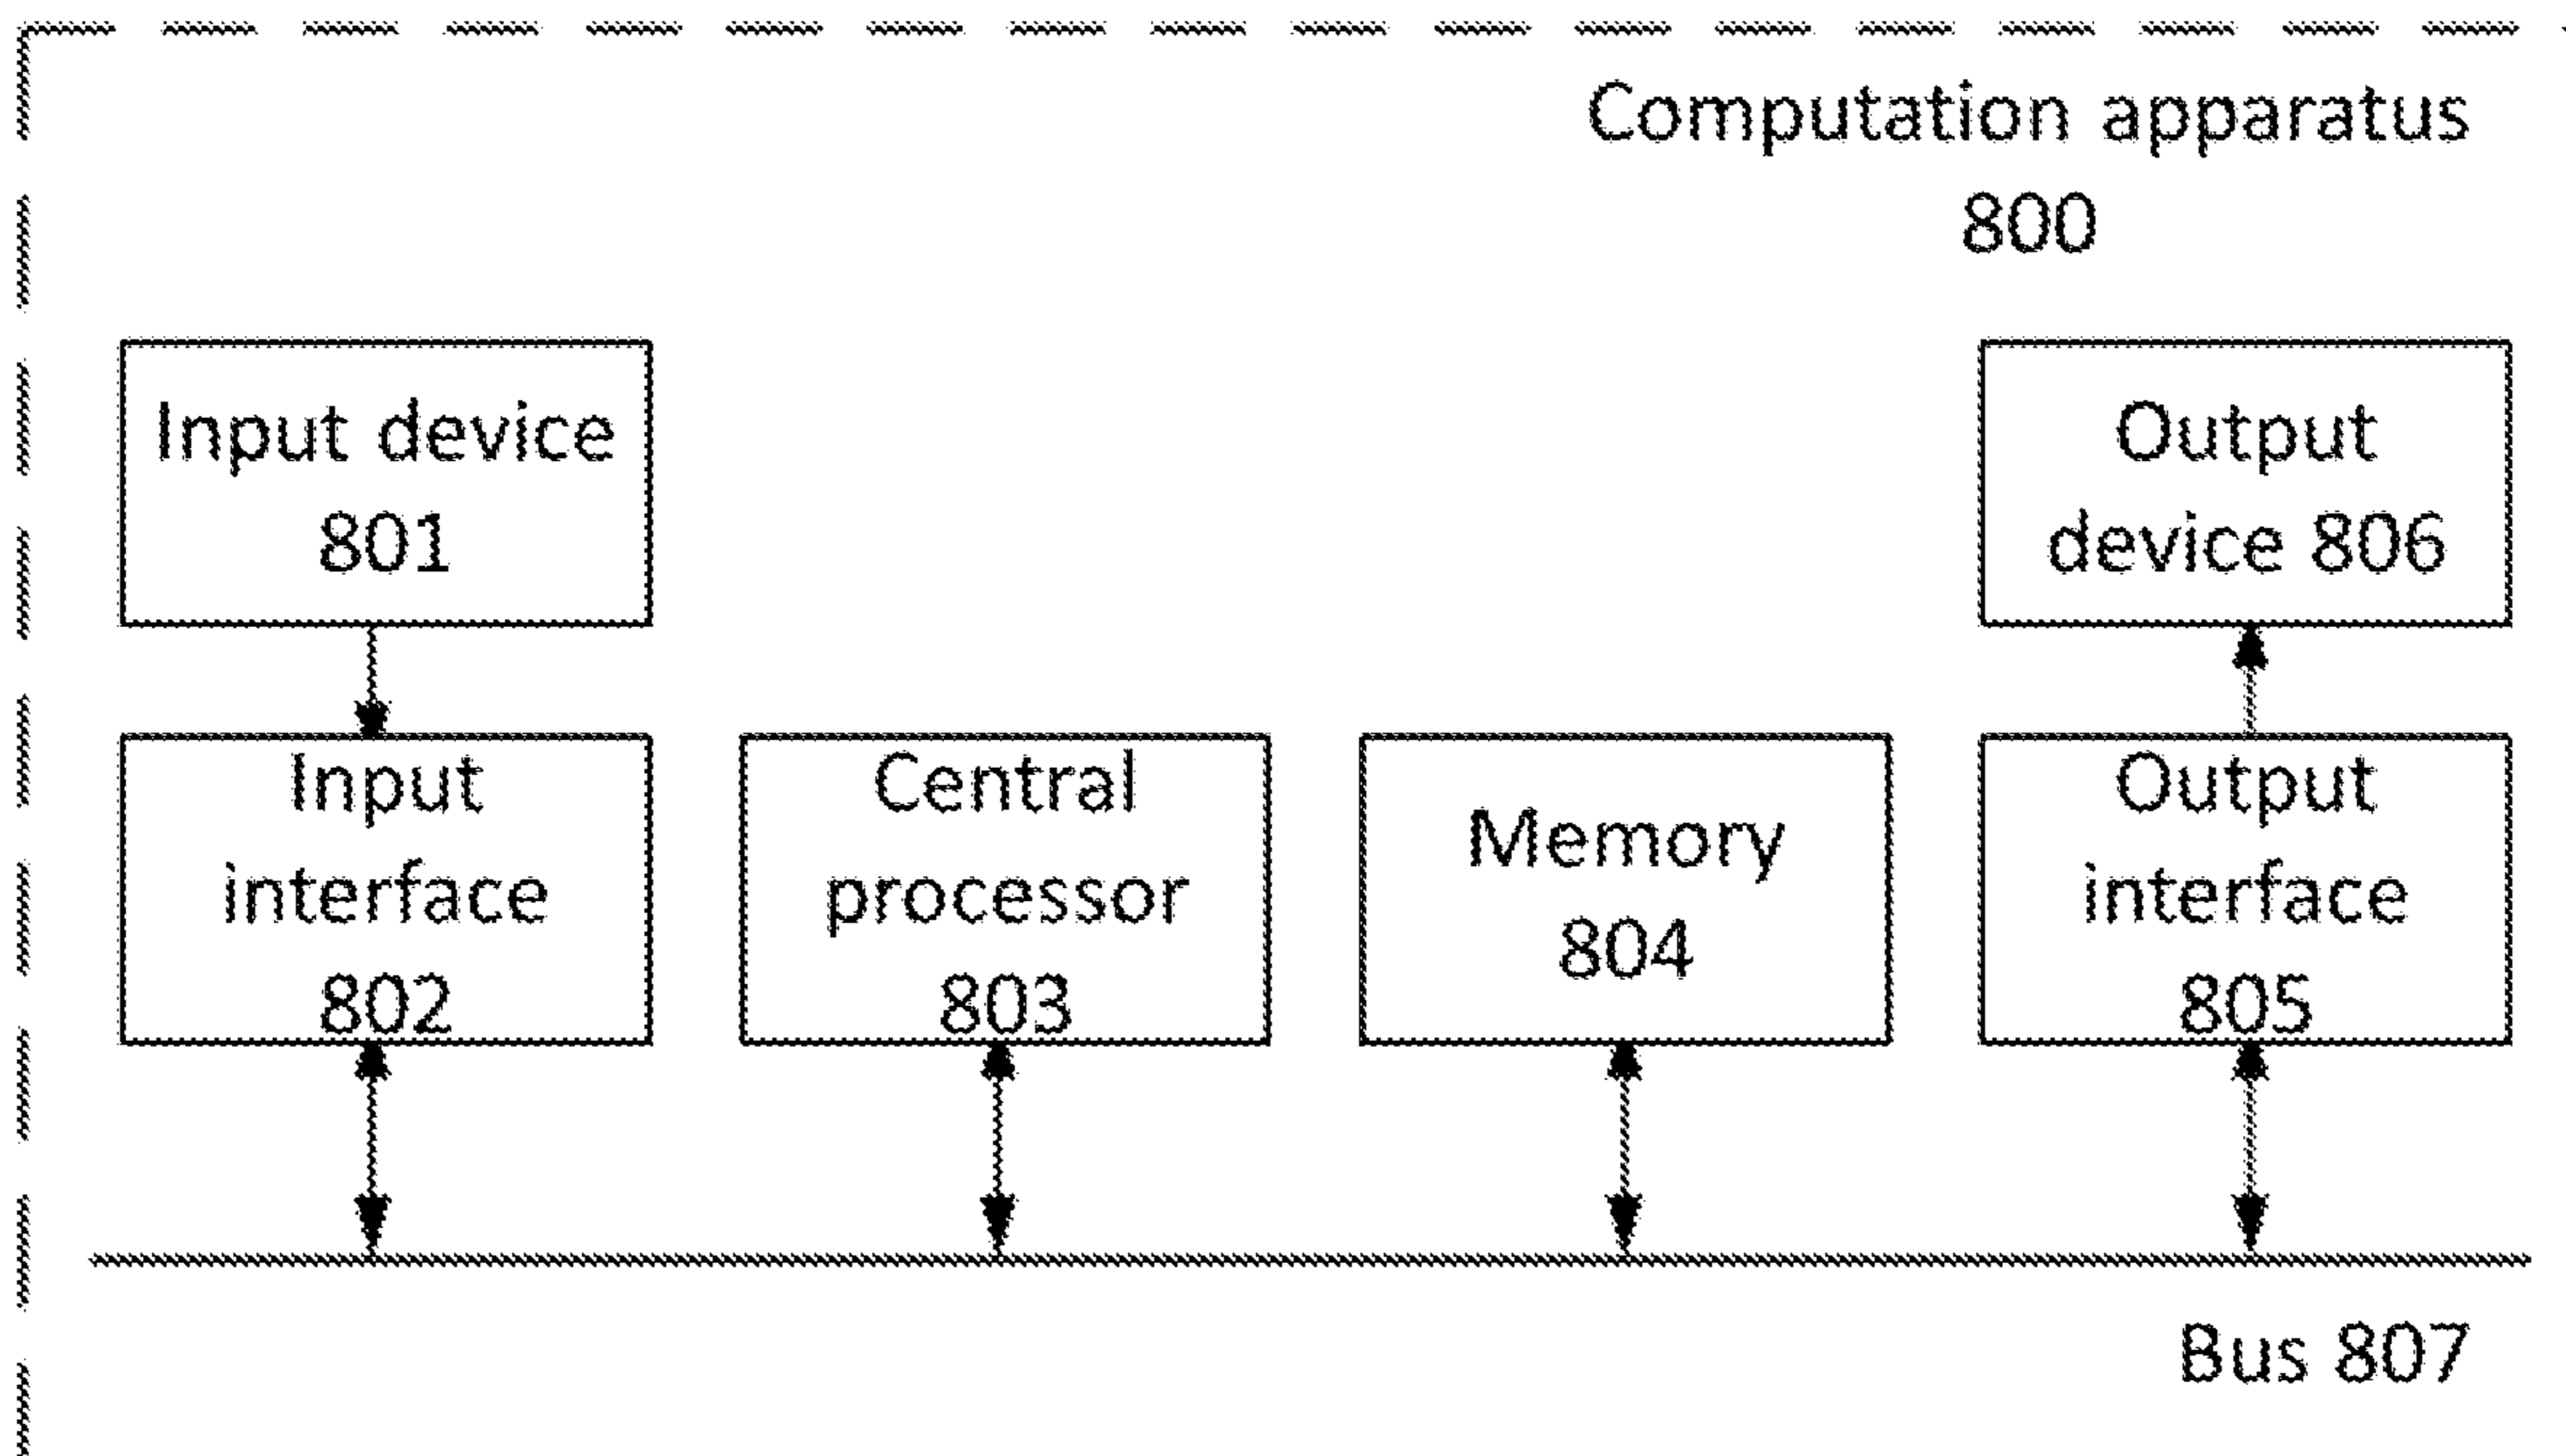 Computation apparatus
800
Input device
801
Output
device 806
Input
interface
802
Central
processor
803
Memory
804
Output
interface
805
Bus 807